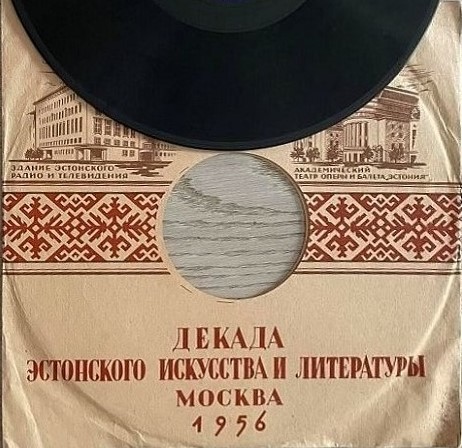 ЗДАНИЕ ЭСТОНСКОГО
РАДИО И ТЕЛЕВИДЕНИЯ
АКАДЕМИЧЕСКИЙ
ТЕАТР ОПЕРЫ И БАЛЕТА „ЭСТОНИЯ"
ДЕКАДА
ЭСТОНСКОГО ИСКУССТВА И ЛИТЕРАТУРЫ
МОСКВА
1956